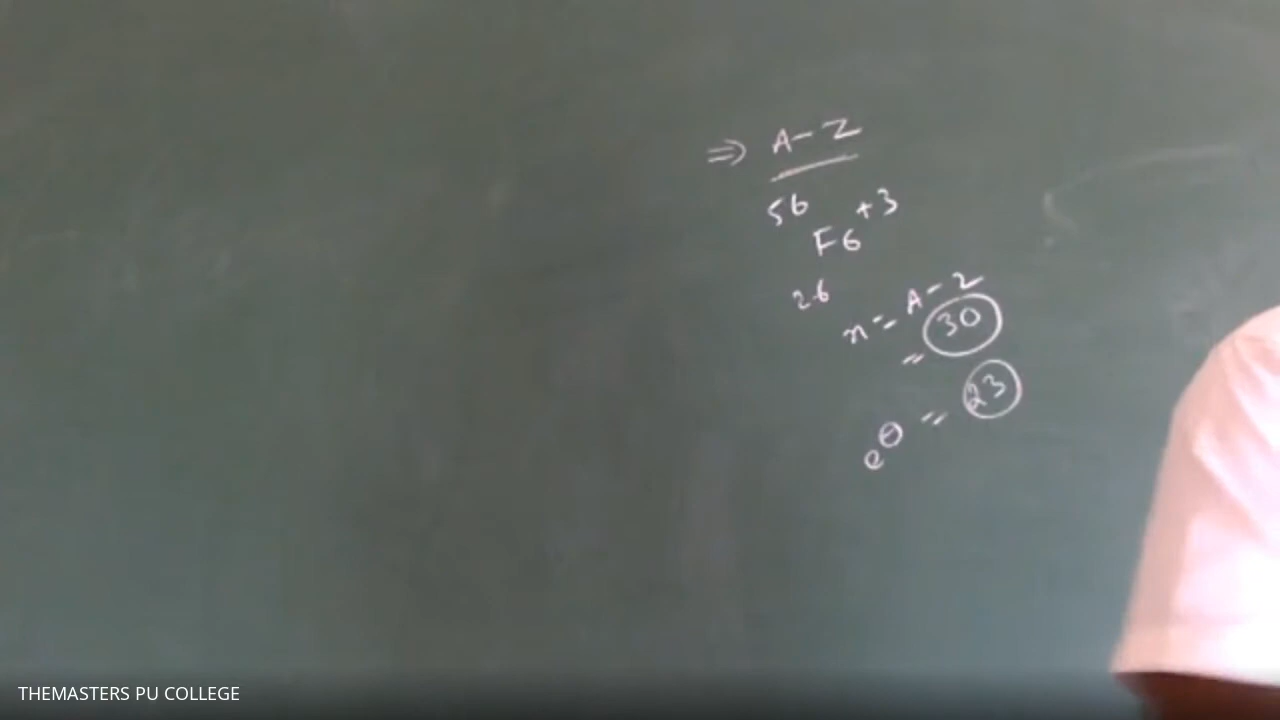 ⇒ A-Z
56 +3
Fe
26
n = A-Z
= 30
e⊖ = 23
THEMASTERS PU COLLEGE